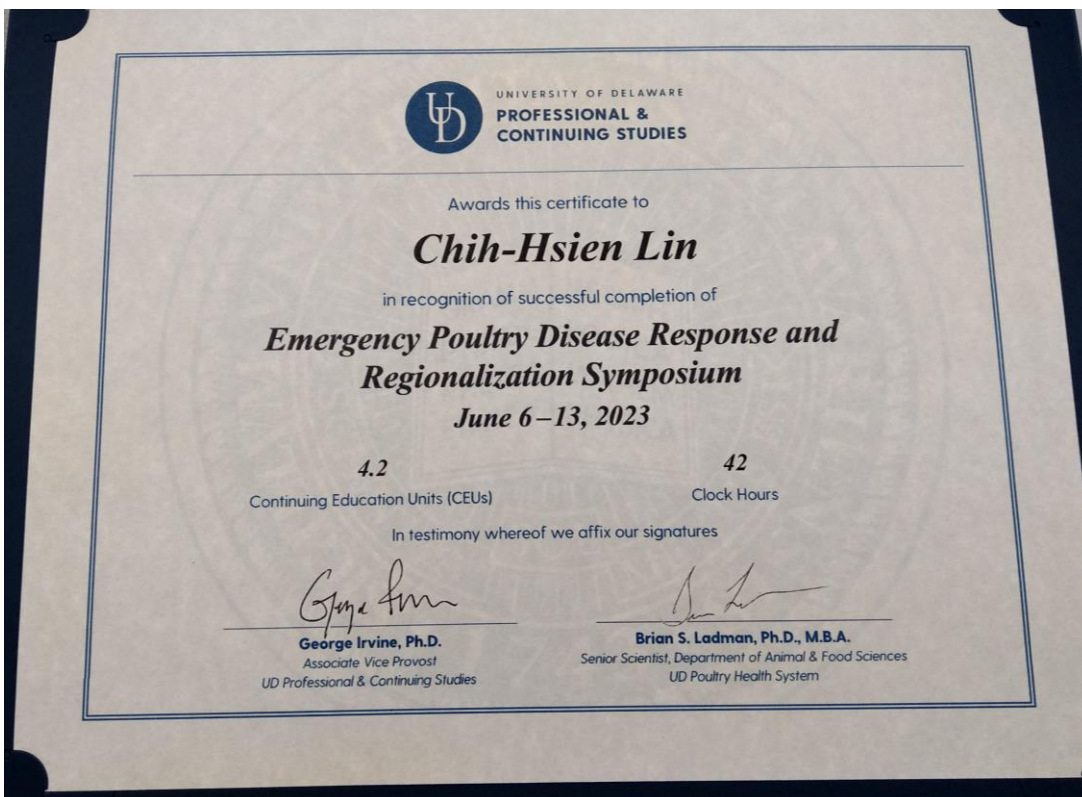 UD
UNIVERSITY OF DELAWARE
PROFESSIONAL &
CONTINUING STUDIES
Awards this certificate to
Chih-Hsien Lin
in recognition of successful completion of
Emergency Poultry Disease Response and
Regionalization Symposium
June 6–13, 2023
4.2
Continuing Education Units (CEUs)
42
Clock Hours
In testimony whereof we affix our signatures
George Irvine, Ph.D.
Associate Vice Provost
UD Professional & Continuing Studies
Brian S. Ladman, Ph.D., M.B.A.
Senior Scientist, Department of Animal & Food Sciences
UD Poultry Health System